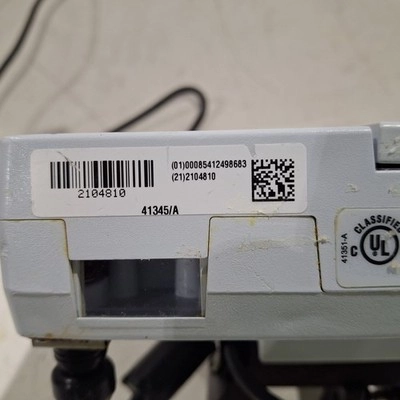 (01)00085412498683
(21)2104810
2104810
41345/A
CLASSIFIED
C UL
41351-A